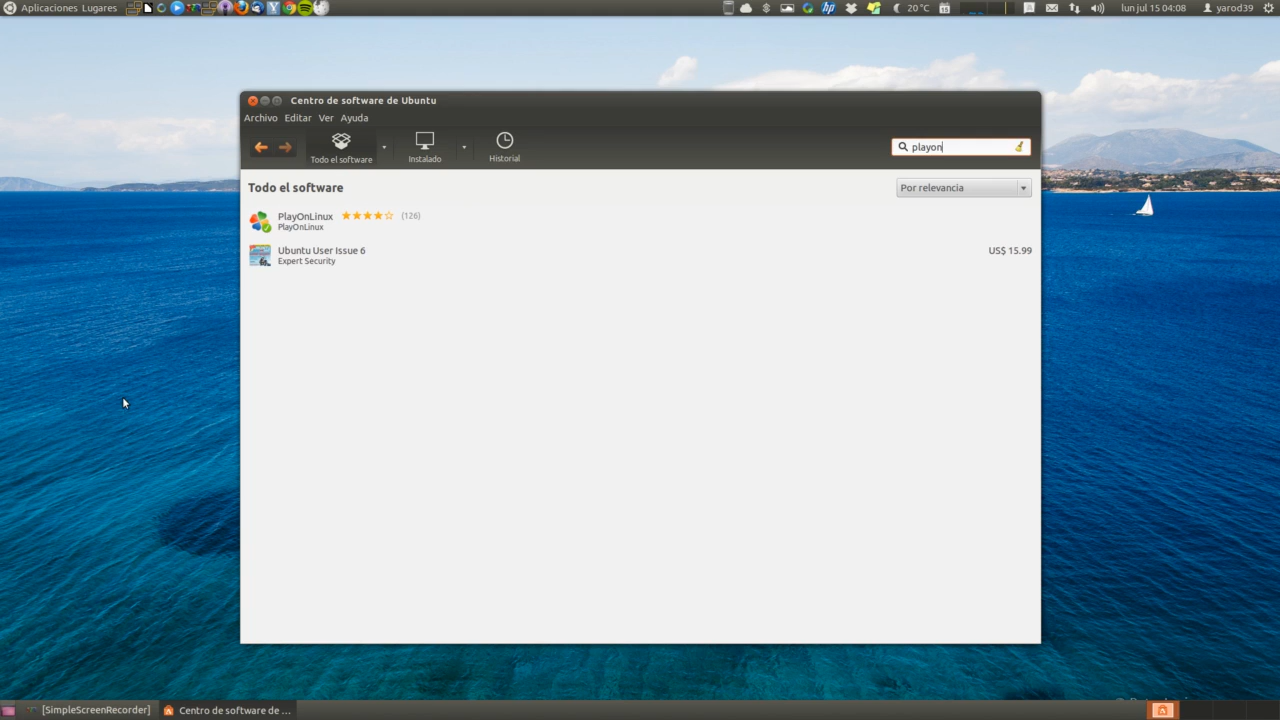 Aplicaciones Lugares
20 °C
lun jul 15 04:08
yarod39
Centro de software de Ubuntu
Archivo Editar Ver Ayuda
Todo el software
Instalado
Historial
playon
Todo el software
Por relevancia
PlayOnLinux (126)
PlayOnLinux
Ubuntu User Issue 6
US$ 15.99
Expert Security
[SimpleScreenRecorder]
Centro de software de ...